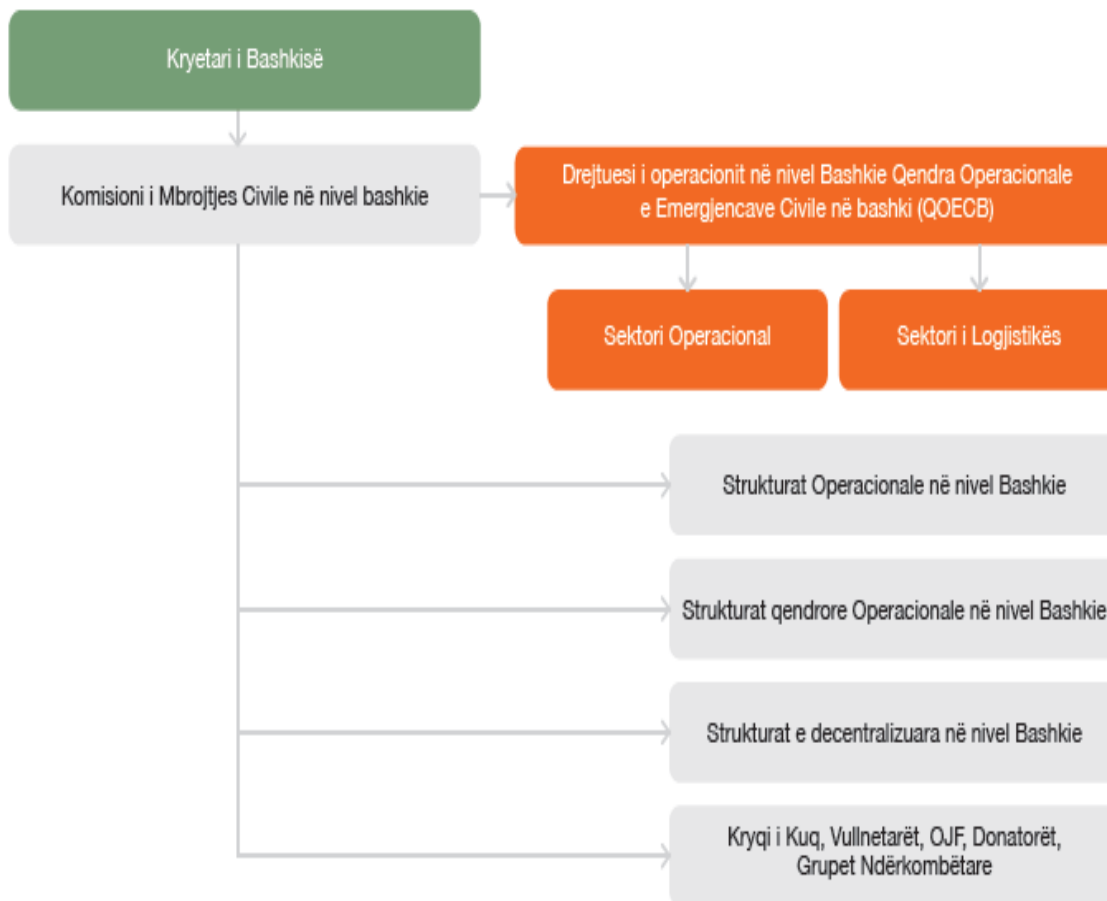 Kryetari i Bashkisë
Komisioni i Mbrojtjes Civile në nivel bashkie
Drejtuesi i operacionit në nivel Bashkie Qendra Operacionale
e Emergjencave Civile në bashki (QOECB)
Sektori Operacional
Sektori i Logjistikës
Strukturat Operacionale në nivel Bashkie
Strukturat qendrore Operacionale në nivel Bashkie
Strukturat e decentralizuara në nivel Bashkie
Kryqi i Kuq, Vullnetarët, OJF, Donatorët,
Grupet Ndërkombëtare